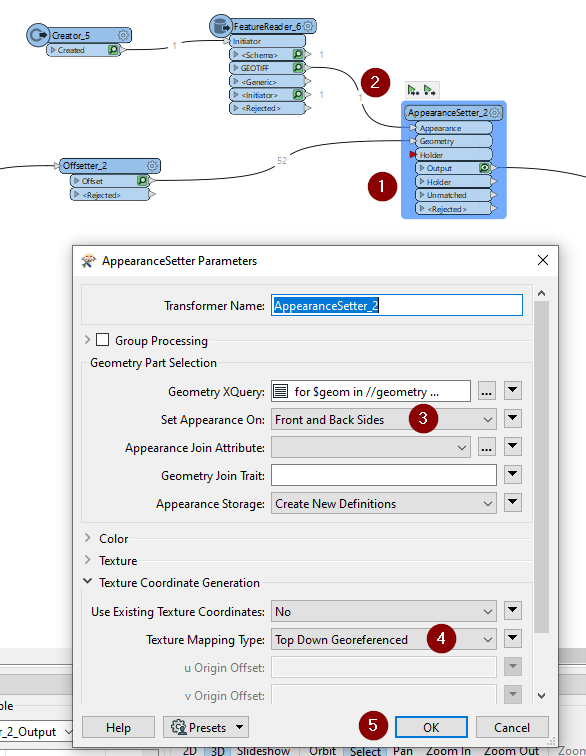 Creator_5
Created
1
FeatureReader_6
Initiator
<Schema>
1
GEOTIFF
<Generic>
<Initiator>
1
<Rejected>
2
1
AppearanceSetter_2
Appearance
Geometry
Holder
Output
Holder
Unmatched
<Rejected>
1
52
Offsetter_2
Offset
<Rejected>
AppearanceSetter Parameters
Transformer Name:
AppearanceSetter_2
Group Processing
Geometry Part Selection
Geometry XQuery:
for $geom in //geometry ...
...
Set Appearance On:
Front and Back Sides
3
Appearance Join Attribute:
...
Geometry Join Trait:
Appearance Storage:
Create New Definitions
Color
Texture
Texture Coordinate Generation
Use Existing Texture Coordinates:
No
Texture Mapping Type:
Top Down Georeferenced
4
u Origin Offset:
v Origin Offset:
Help
Presets
5
OK
Cancel
ble
r_2_Output
2D
3D
Slideshow
Orbit
Select
Pan
Zoom In
Zoom Out
Zoom